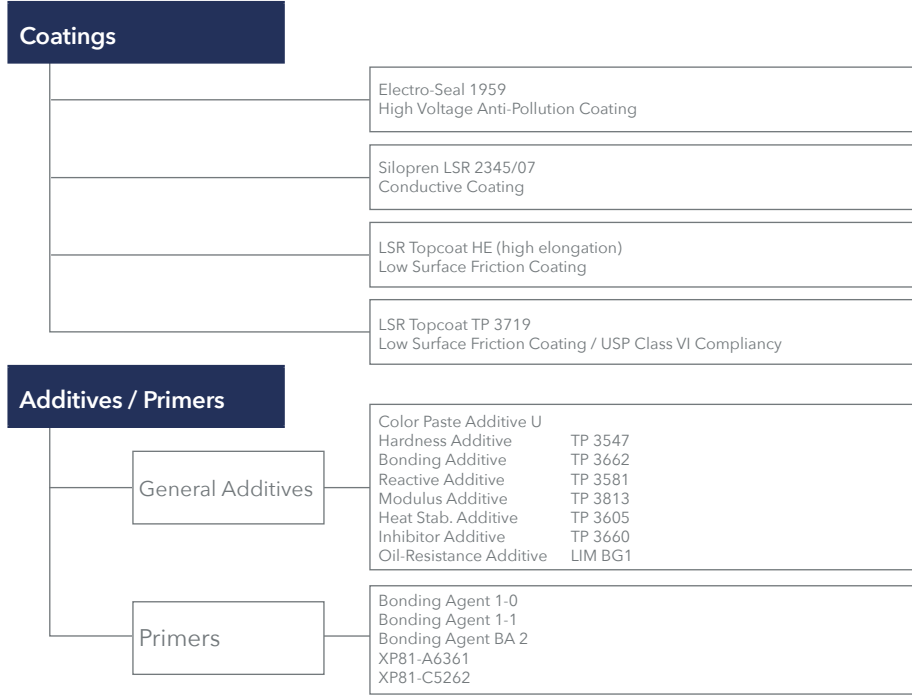 Coatings
Electro-Seal 1959
High Voltage Anti-Pollution Coating
Silopren LSR 2345/07
Conductive Coating
LSR Topcoat HE (high elongation)
Low Surface Friction Coating
LSR Topcoat TP 3719
Low Surface Friction Coating / USP Class VI Compliancy
Additives / Primers
General Additives
Color Paste Additive U
Hardness Additive TP 3547
Bonding Additive TP 3662
Reactive Additive TP 3581
Modulus Additive TP 3813
Heat Stab. Additive TP 3605
Inhibitor Additive TP 3660
Oil-Resistance Additive LIM BG1
Primers
Bonding Agent 1-0
Bonding Agent 1-1
Bonding Agent BA 2
XP81-A6361
XP81-C5262